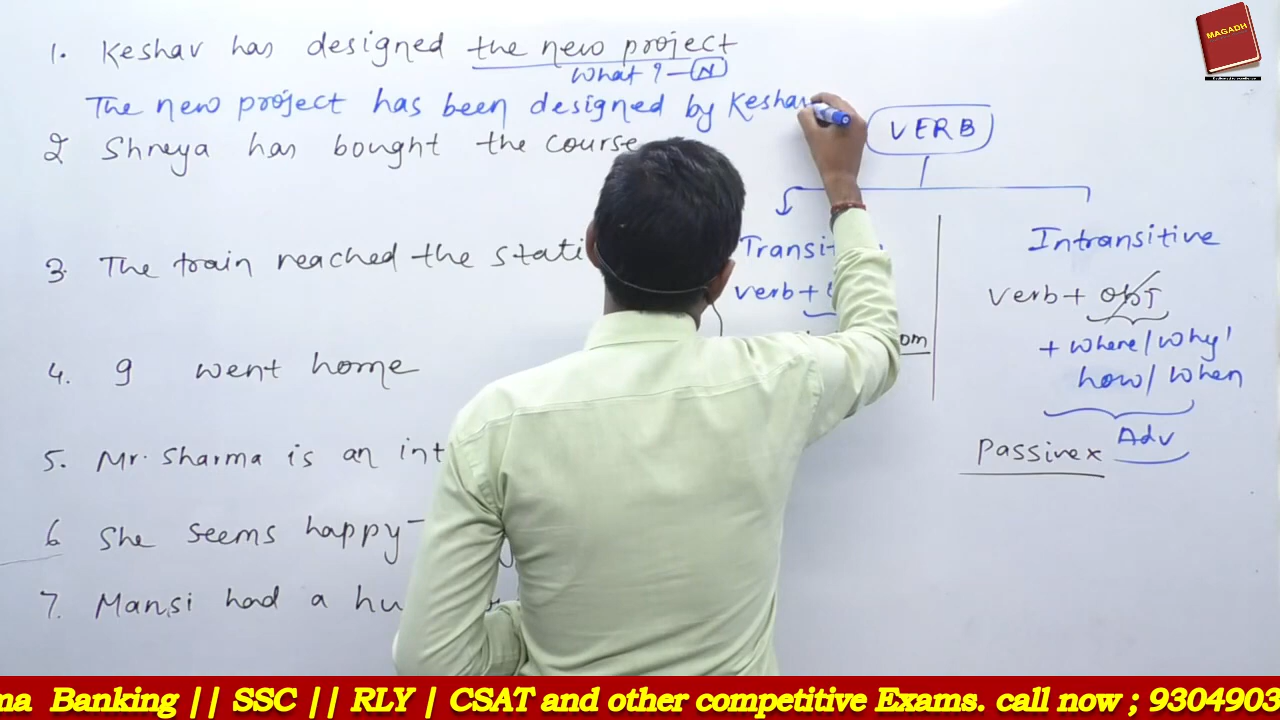 1. Keshav has designed the new project
What ? - N
The new project has been designed by Keshav
2 Shreya has bought the course
3. The train reached the stati
4. I went home
5. Mr. Sharma is an int
6 She seems happy
7. Mansi had a hu
VERB
Transi
verb+
om
Intransitive
verb+ obj
+ where/why/
how/when
Adv
Passive x
MAGADH
ma Banking || SSC || RLY | CSAT and other competitive Exams. call now ; 9304903